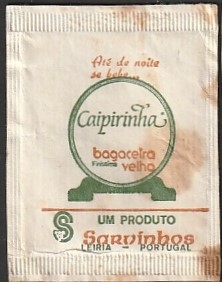 Até de noite
se bebe...
Caipirinha
bagaceira
Finíssima velha
UM PRODUTO
Sarvinhos
LEIRIA - PORTUGAL